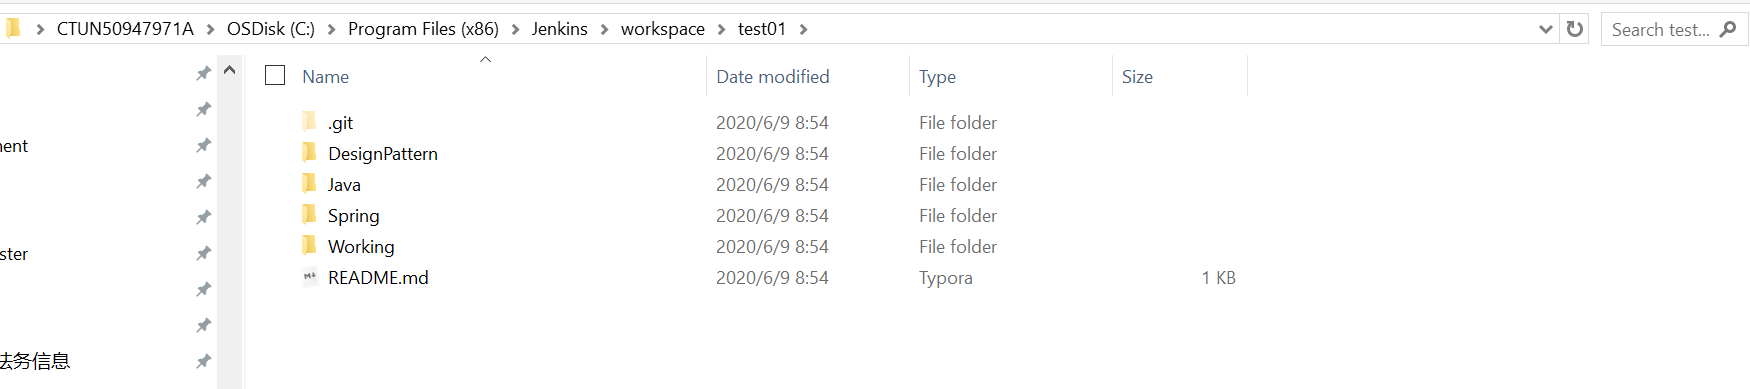 CTUN50947971A > OSDisk (C:) > Program Files (x86) > Jenkins > workspace > test01 >
Search test...
Name Date modified Type Size
.git 2020/6/9 8:54 File folder
DesignPattern 2020/6/9 8:54 File folder
Java 2020/6/9 8:54 File folder
Spring 2020/6/9 8:54 File folder
Working 2020/6/9 8:54 File folder
README.md 2020/6/9 8:54 Typora 1 KB
nent
ster
法务信息